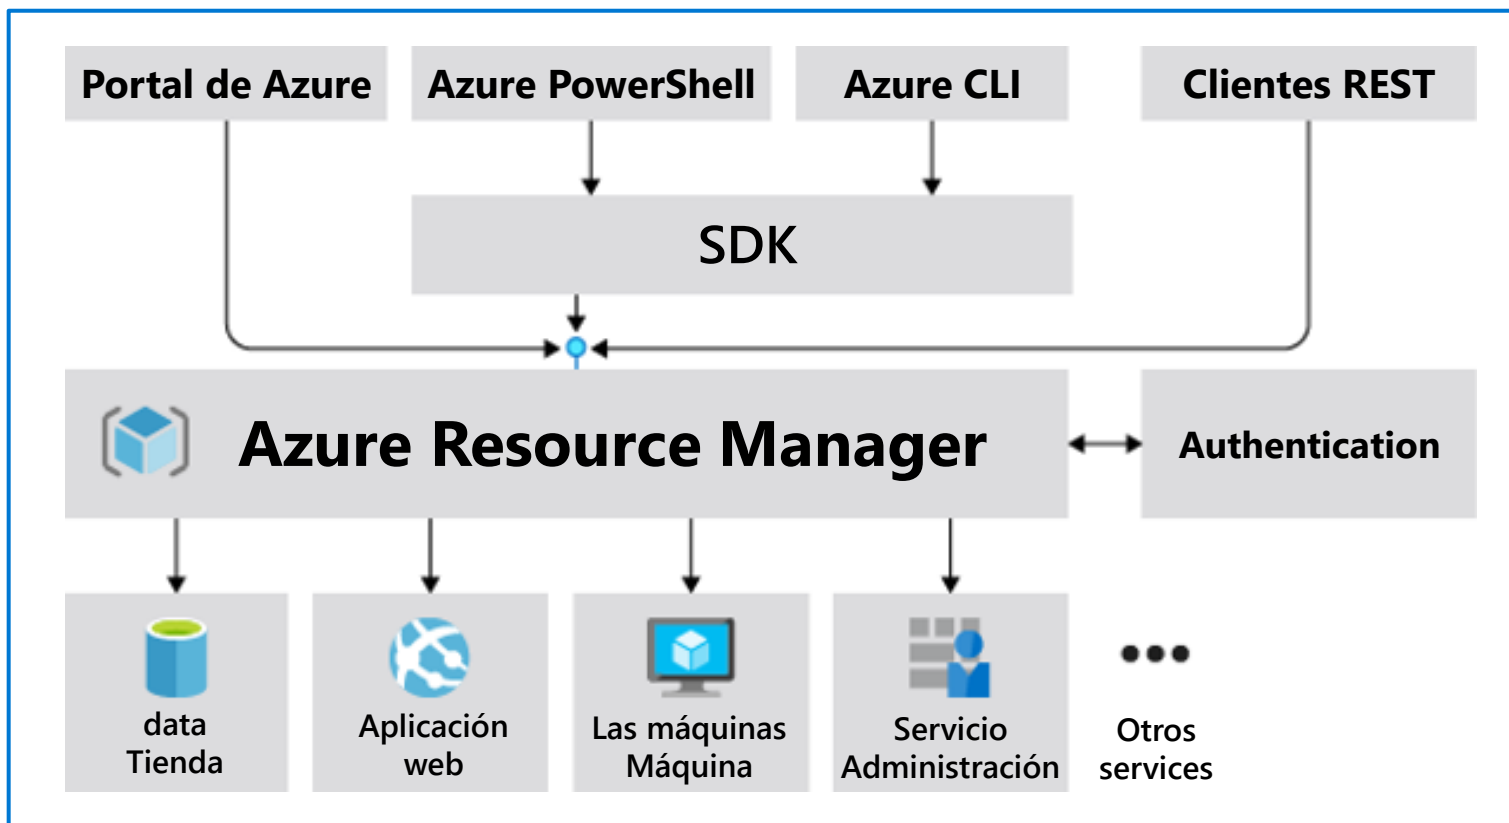 Portal de Azure
Azure PowerShell
Azure CLI
Clientes REST
SDK
Azure Resource Manager
Authentication
data
Tienda
Aplicación
web
Las máquinas
Máquina
Servicio
Administración
Otros
services